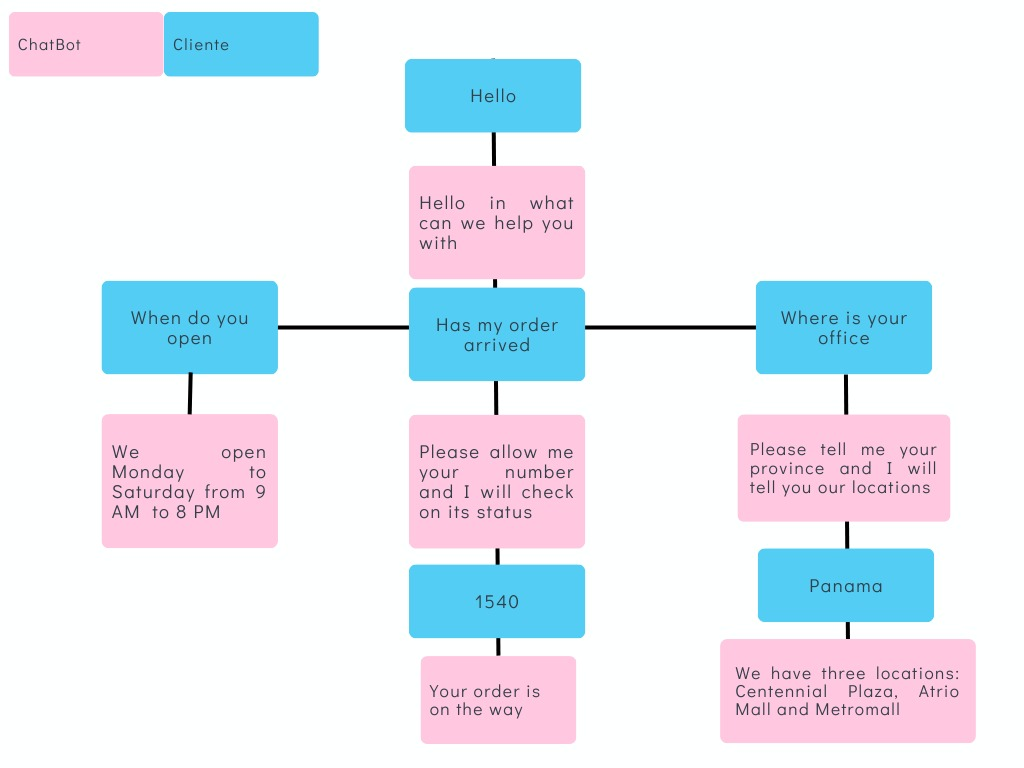 ChatBot
Cliente
Hello
Hello in what
can we help you
with
When do you
open
Has my order
arrived
Where is your
office
We open
Monday to
Saturday from 9
AM to 8 PM
Please allow me
your number
and I will check
on its status
Please tell me your
province and I will
tell you our locations
1540
Panama
Your order is
on the way
We have three locations:
Centennial Plaza, Atrio
Mall and Metromall